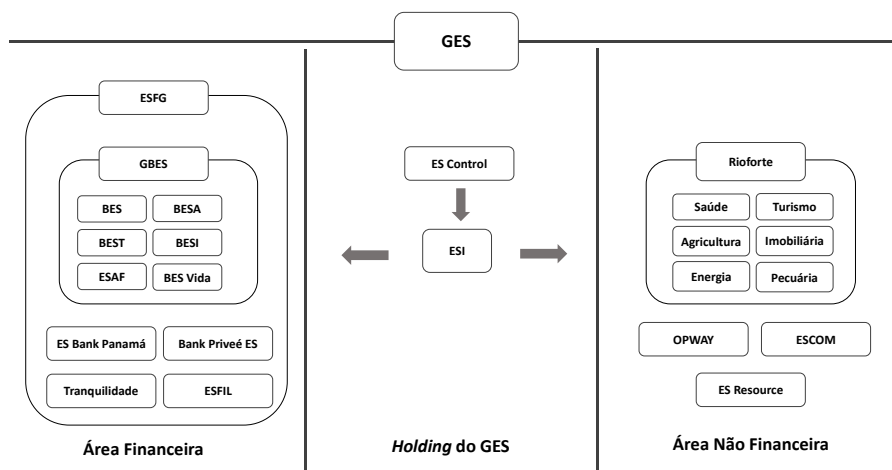 GES
ESFG
GBES
BES
BESA
BEST
BESI
ESAF
BES Vida
ES Bank Panamá
Bank Priveé ES
Tranquilidade
ESFIL
Área Financeira
ES Control
ESI
Holding do GES
Rioforte
Saúde
Turismo
Agricultura
Imobiliária
Energia
Pecuária
OPWAY
ESCOM
ES Resource
Área Não Financeira